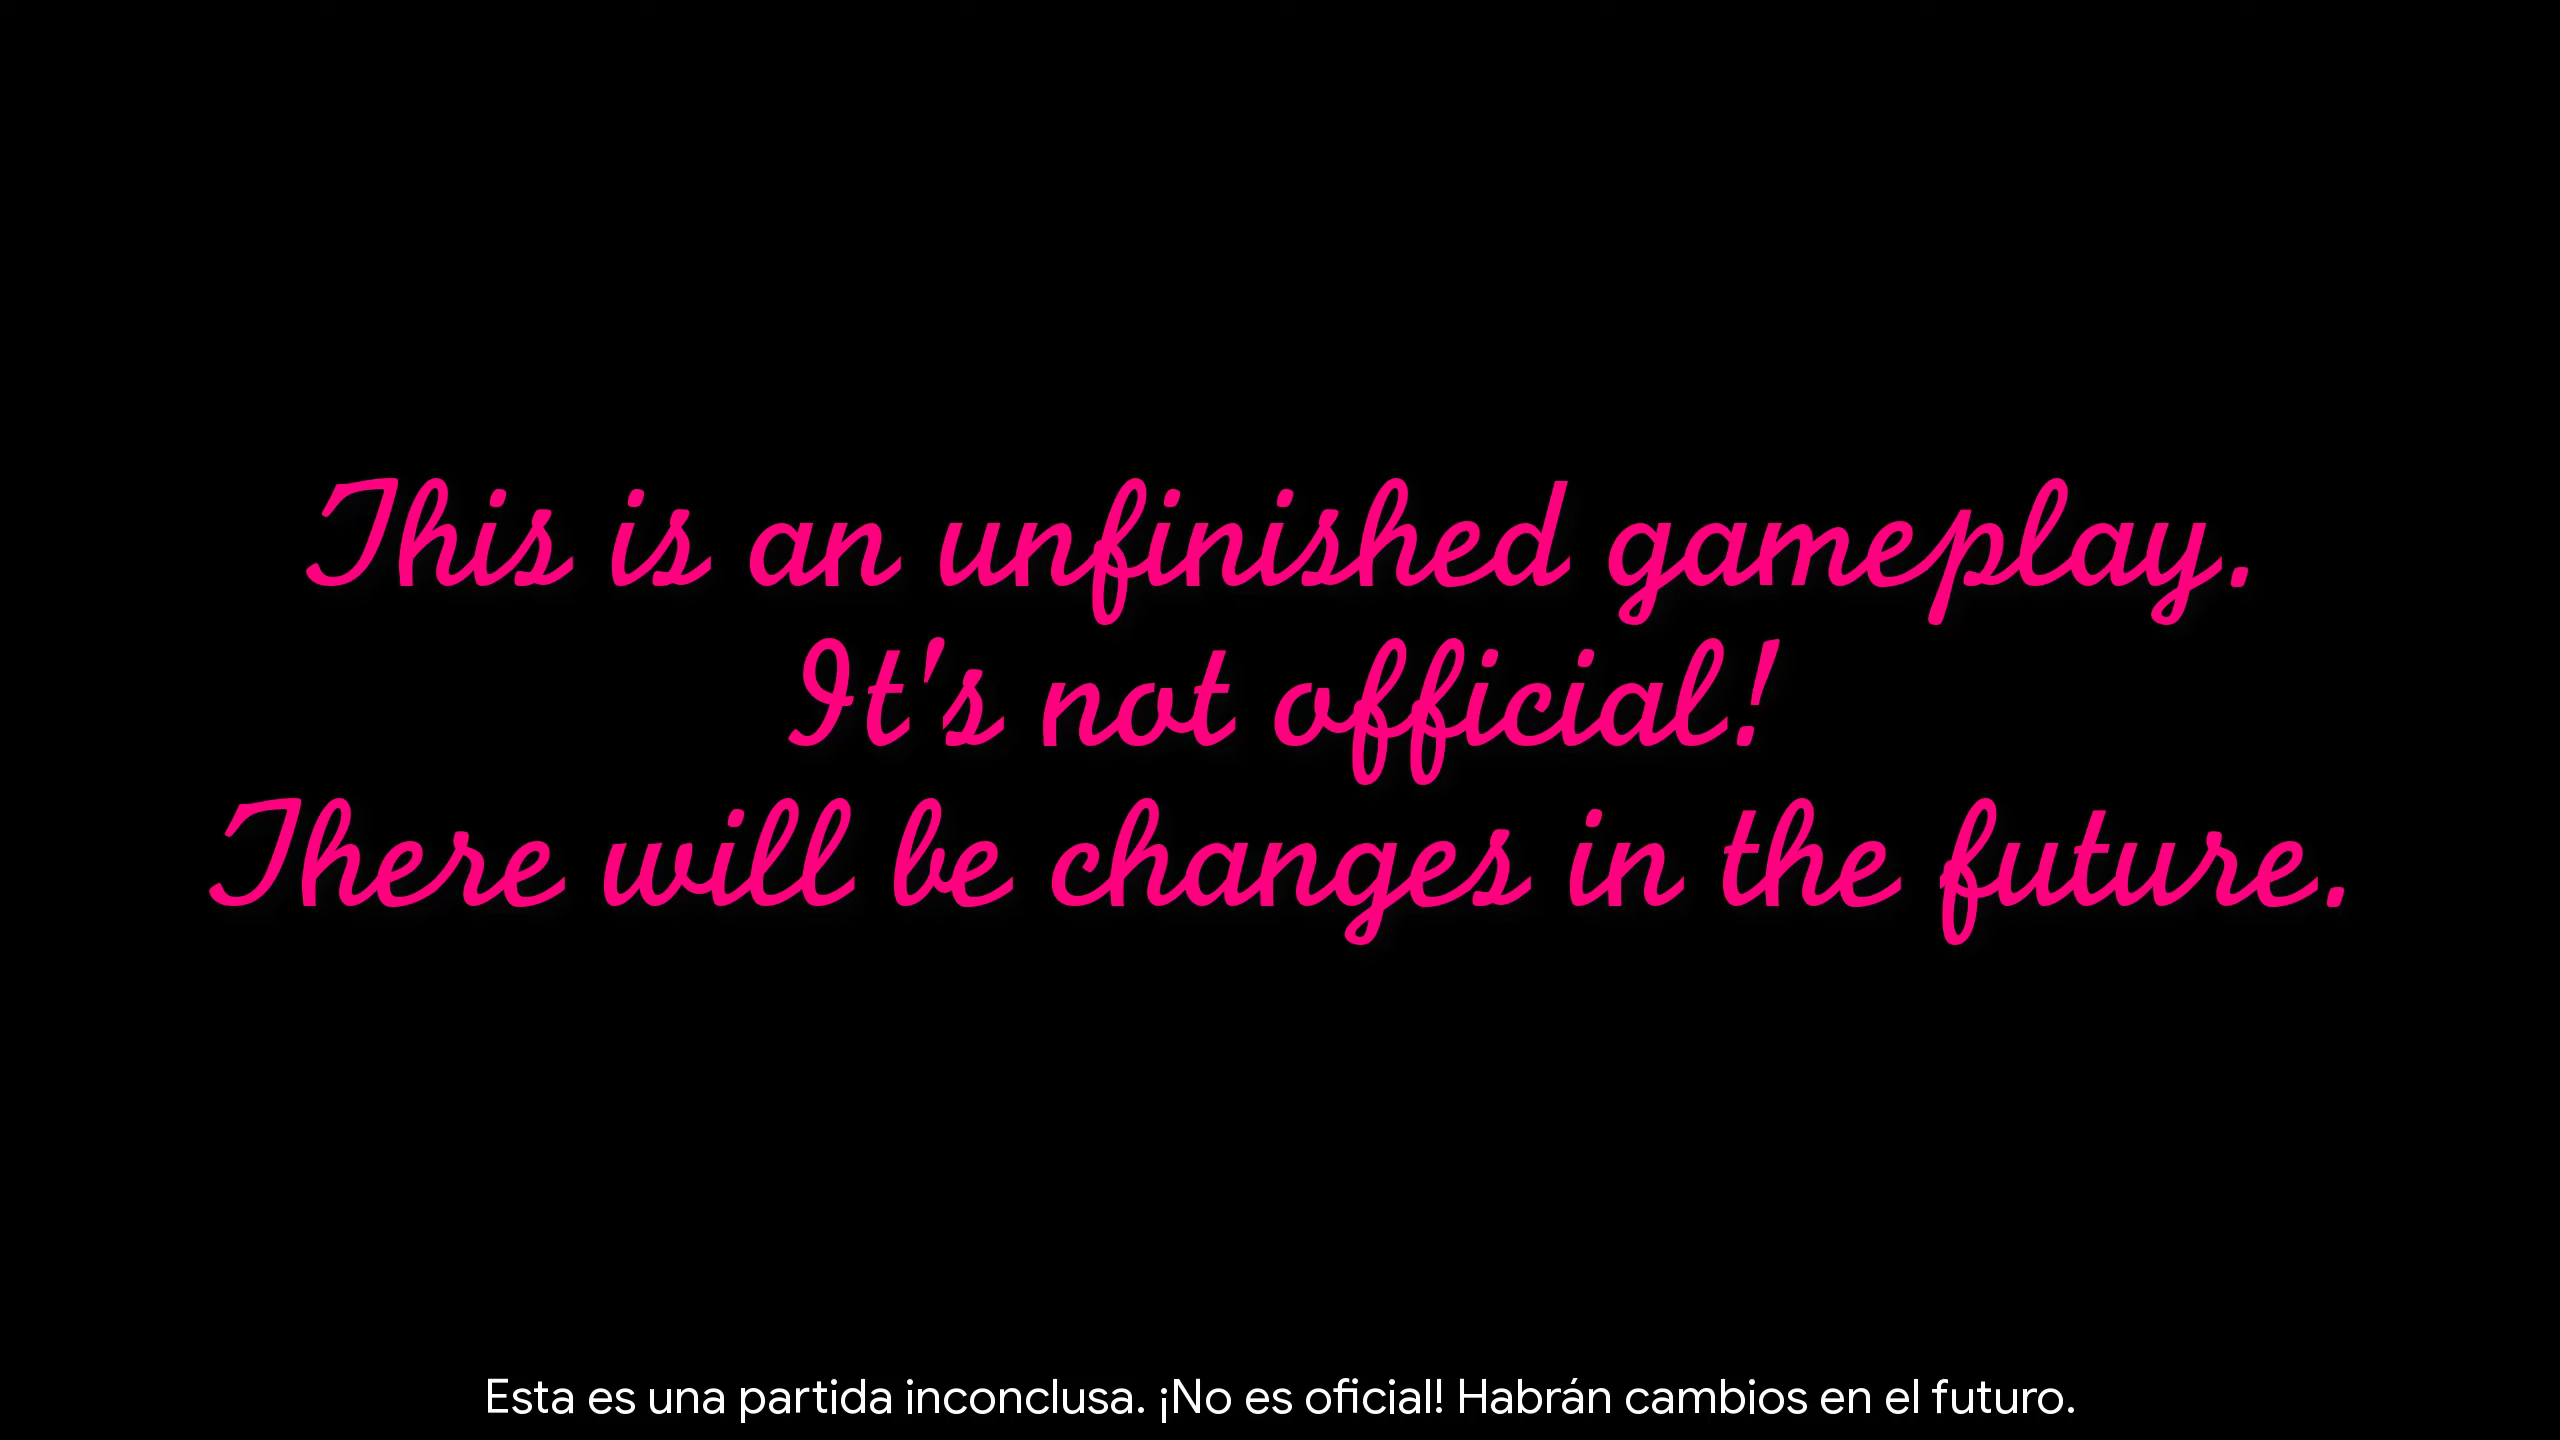 This is an unfinished gameplay.
It's not official!
There will be changes in the future.
Esta es una partida inconclusa. ¡No es oficial! Habrán cambios en el futuro.